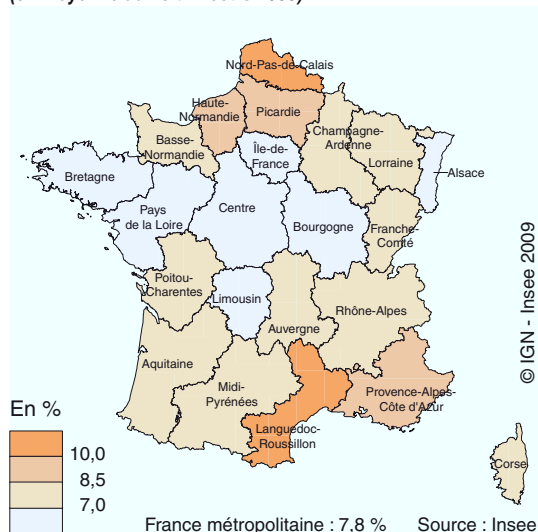 Nord-Pas-de-Calais
Haute-
Normandie
Picardie
Basse-
Normandie
Île-de-
France
Champagne-
Ardenne
Lorraine
Alsace
Bretagne
Pays
de la Loire
Centre
Bourgogne
Franche-
Comté
Poitou-
Charentes
Limousin
Auvergne
Rhône-Alpes
Aquitaine
Midi-
Pyrénées
Languedoc-
Roussillon
Provence-Alpes-
Côte d'Azur
Corse
© IGN - Insee 2009
En %
10,0
8,5
7,0
France métropolitaine : 7,8 % Source : Insee